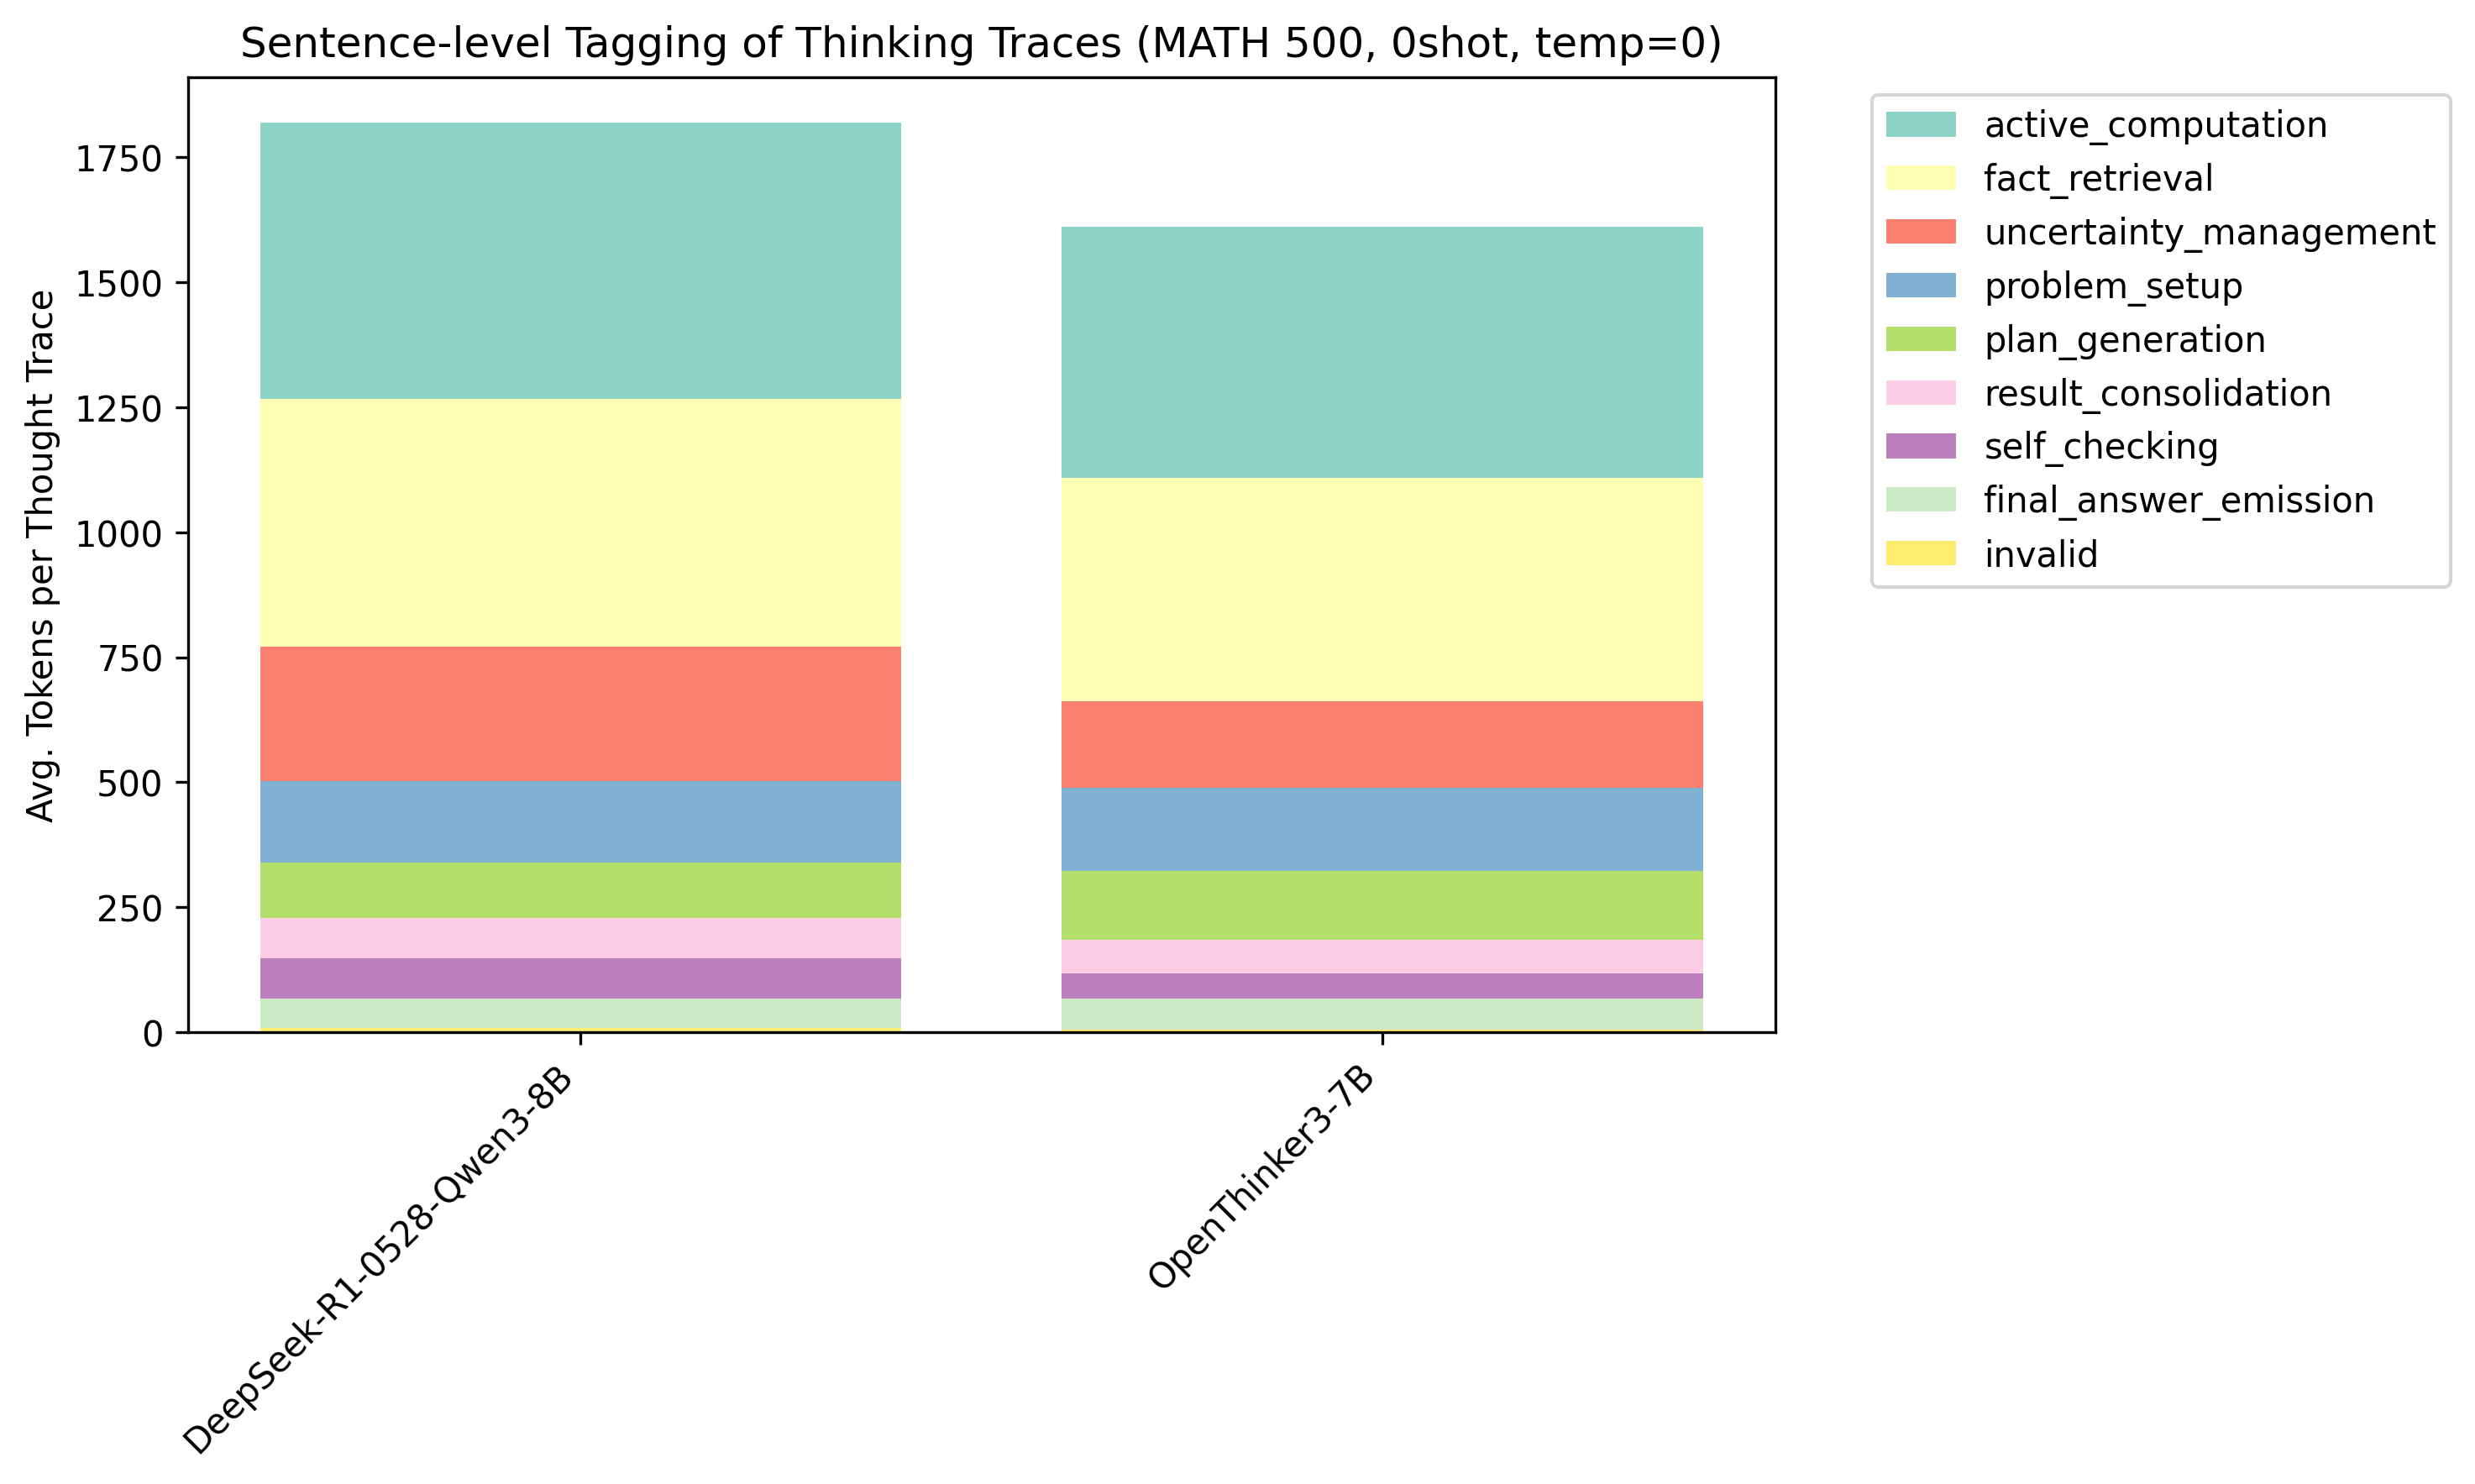 Sentence-level Tagging of Thinking Traces (MATH 500, 0shot, temp=0)
Avg. Tokens per Thought Trace
1750
1500
1250
1000
750
500
250
0
DeepSeek-R1-0528-Qwen3-8B
OpenThinker3-7B
active_computation
fact_retrieval
uncertainty_management
problem_setup
plan_generation
result_consolidation
self_checking
final_answer_emission
invalid